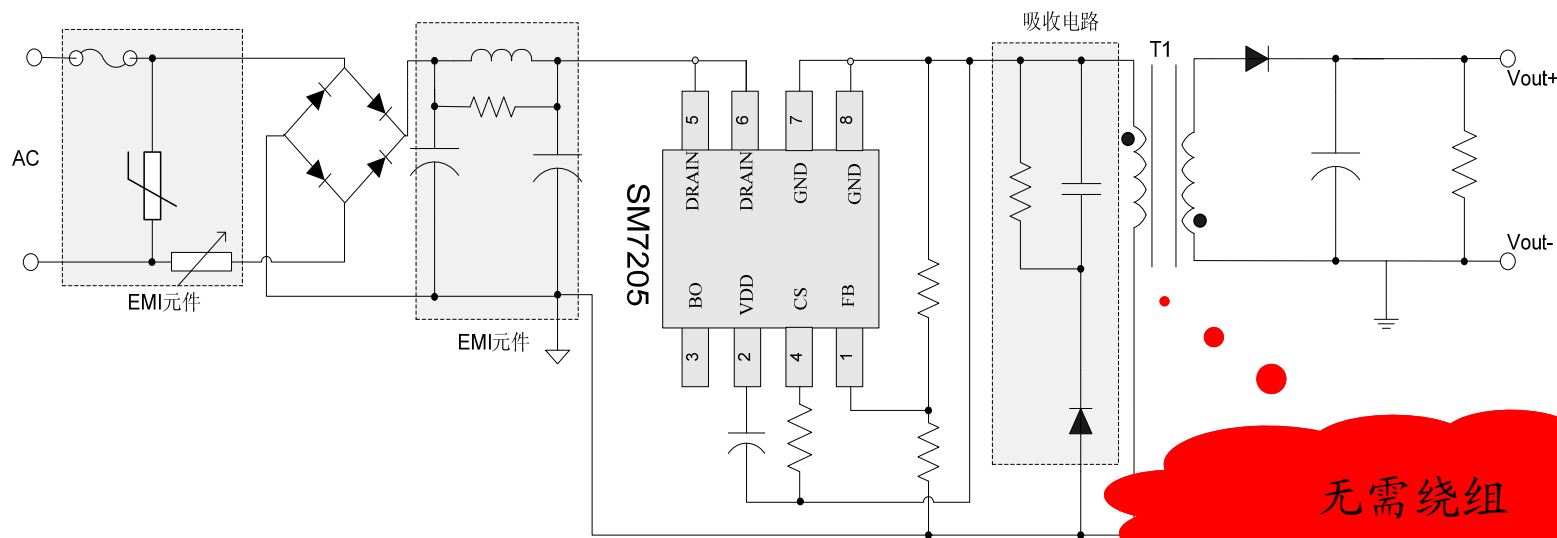 吸收电路
T1
Vout+
AC
5
6
7
8
DRAIN
DRAIN
GND
GND
SM7205
Vout-
BO
VDD
CS
FB
EMI元件
EMI元件
3
2
4
1
无需绕组